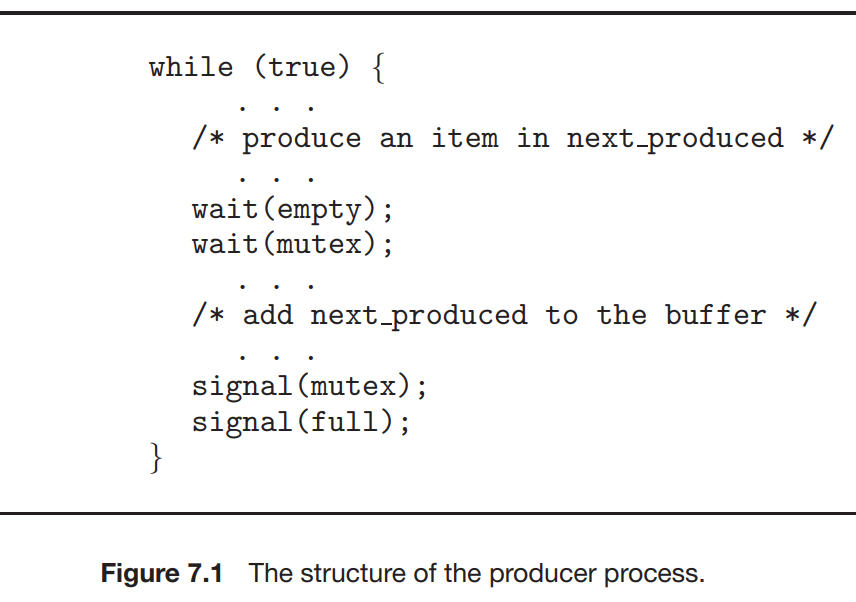 while (true) {
. . .
/* produce an item in next_produced */
. . .
wait(empty);
wait(mutex);
. . .
/* add next_produced to the buffer */
. . .
signal(mutex);
signal(full);
}
Figure 7.1 The structure of the producer process.